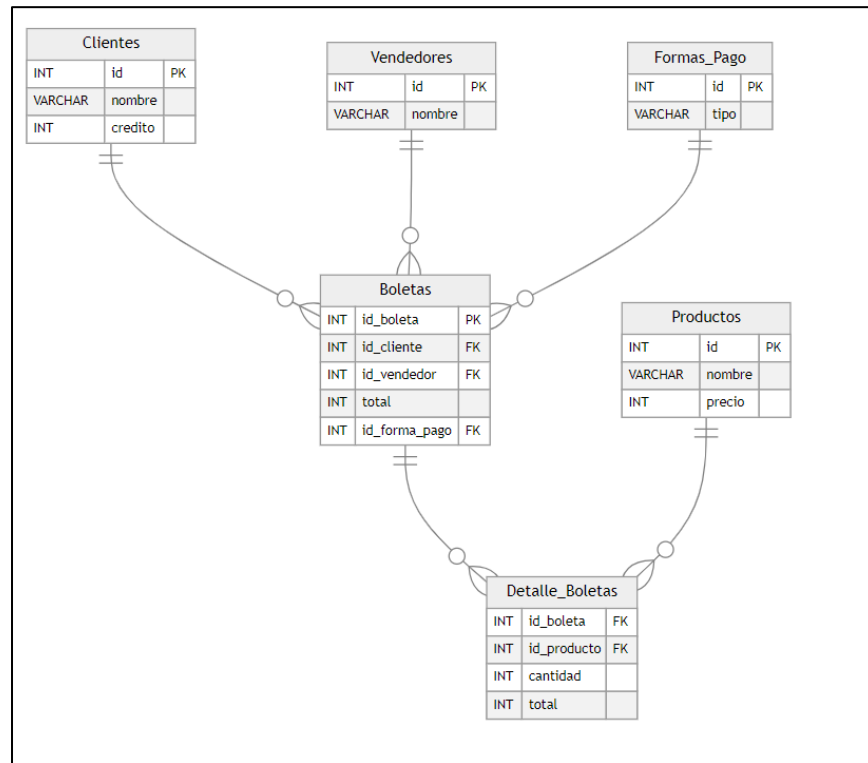 Clientes
INT id PK
VARCHAR nombre
INT credito
Vendedores
INT id PK
VARCHAR nombre
Formas_Pago
INT id PK
VARCHAR tipo
Boletas
INT id_boleta PK
INT id_cliente FK
INT id_vendedor FK
INT total
INT id_forma_pago FK
Productos
INT id PK
VARCHAR nombre
INT precio
Detalle_Boletas
INT id_boleta FK
INT id_producto FK
INT cantidad
INT total